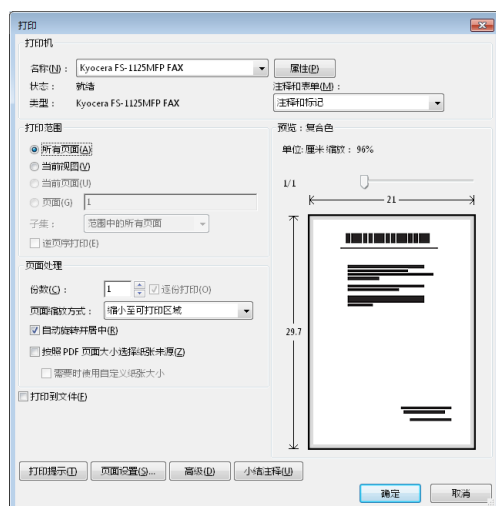 打印
打印机
名称(N)： Kyocera FS-1125MFP FAX 属性(P)
状态： 就绪 注释和表单(M)：
类型： Kyocera FS-1125MFP FAX 注释和标记
打印范围 预览：复合色
所有页面(A) 单位:厘米 缩放： 96%
当前视图(V)
当前页面(U) 1/1
页面(G) 1 21
子集： 范围中的所有页面
逆页序打印(E)
页面处理
份数(C)： 1 逐份打印(O)
页面缩放方式： 缩小至可打印区域
自动旋转并居中(R) 29.7
按照 PDF 页面大小选择纸张来源(Z)
需要时使用自定义纸张大小
打印到文件(F)
打印提示(T) 页面设置(S)... 高级(D) 小结注释(U)
确定 取消